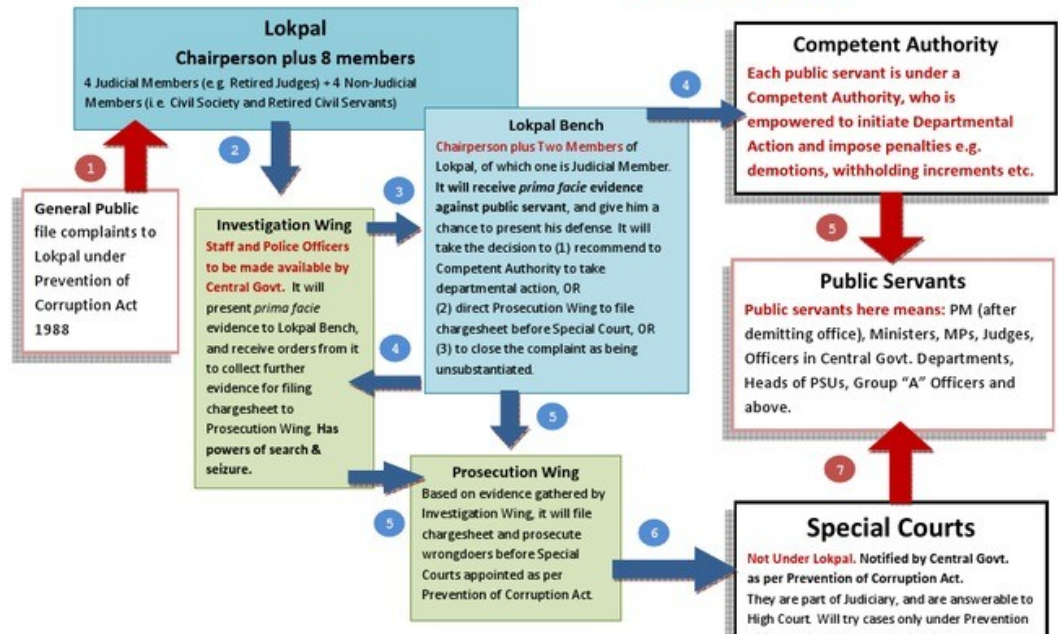 Lokpal
Chairperson plus 8 members
4 Judicial Members (e.g. Retired Judges) + 4 Non-Judicial
Members (i.e. Civil Society and Retired Civil Servants)
1
General Public
file complaints to
Lokpal under
Prevention of
Corruption Act
1988
2
Investigation Wing
Staff and Police Officers
to be made available by
Central Govt. It will
present prima facie
evidence to Lokpal Bench,
and receive orders from it
to collect further
evidence for filing
chargesheet to
Prosecution Wing. Has
powers of search &
seizure.
3
Lokpal Bench
Chairperson plus Two Members of
Lokpal, of which one is Judicial Member.
It will receive prima facie evidence
against public servant, and give him a
chance to present his defense. It will
take the decision to (1) recommend to
Competent Authority to take
departmental action, OR
(2) direct Prosecution Wing to file
chargesheet before Special Court, OR
(3) to close the complaint as being
unsubstantiated.
4
4
Competent Authority
Each public servant is under a
Competent Authority, who is
empowered to initiate Departmental
Action and impose penalties e.g.
demotions, withholding increments etc.
5
Public Servants
Public servants here means: PM (after
demitting office), Ministers, MPs, Judges,
Officers in Central Govt. Departments,
Heads of PSUs, Group "A" Officers and
above.
5
5
Prosecution Wing
Based on evidence gathered by
Investigation Wing, it will file
chargesheet and prosecute
wrongdoers before Special
Courts appointed as per
Prevention of Corruption Act.
6
7
Special Courts
Not Under Lokpal. Notified by Central Govt.
as per Prevention of Corruption Act.
They are part of Judiciary, and are answerable to
High Court. Will try cases only under Prevention